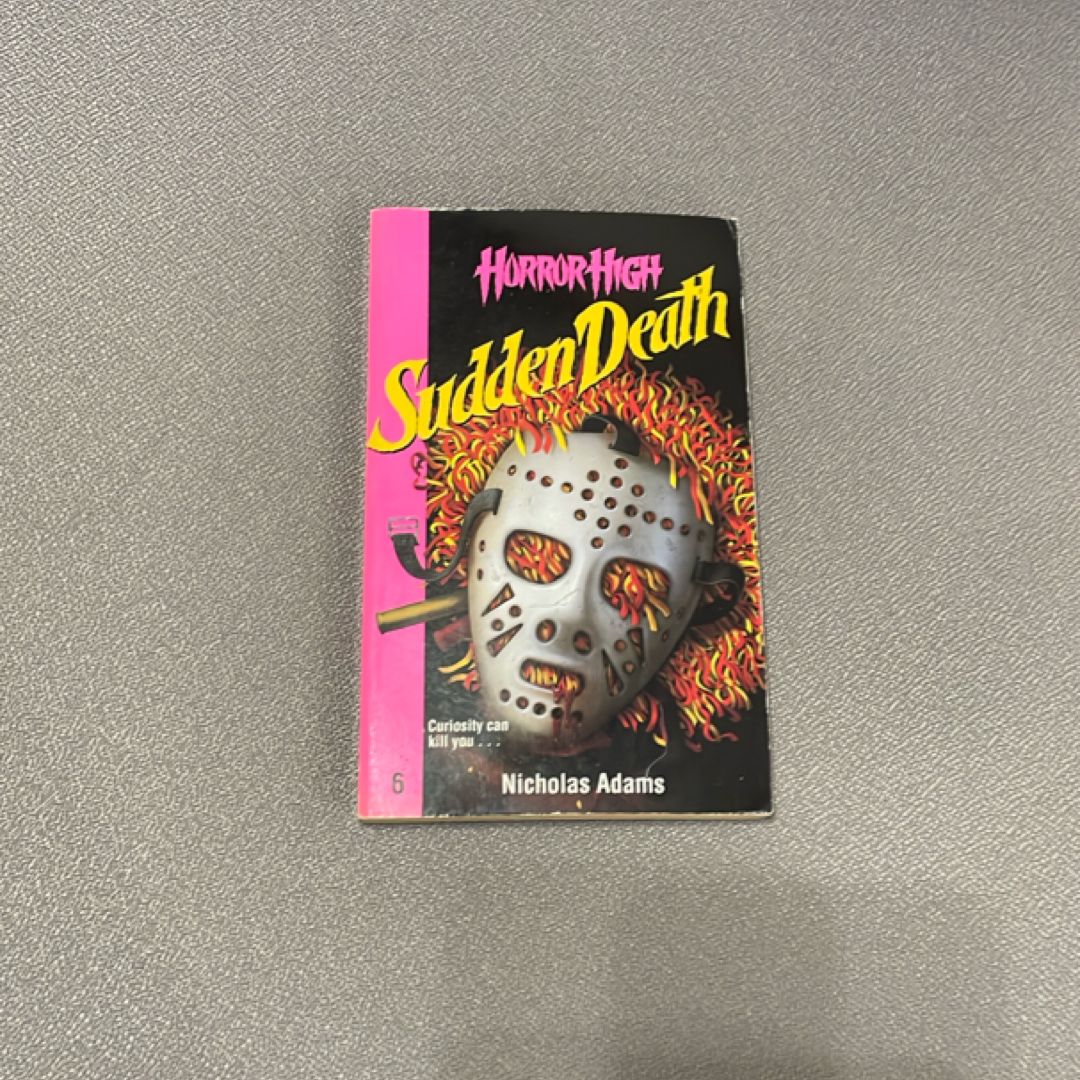 HORROR HIGH
Sudden Death
Curiosity can
kill you . . .
6
Nicholas Adams